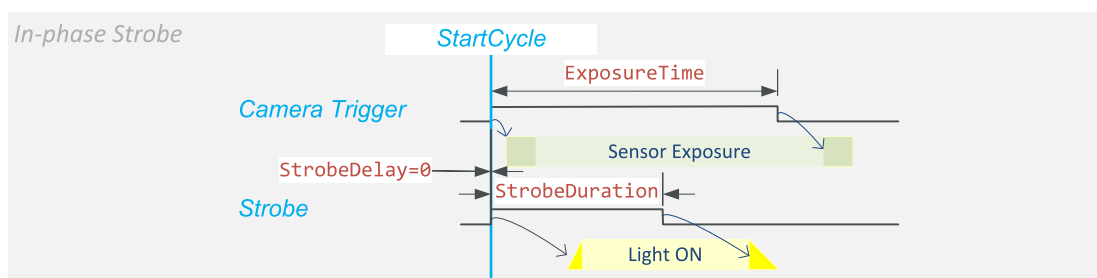 In-phase Strobe
StartCycle
ExposureTime
Camera Trigger
Sensor Exposure
StrobeDelay=0
StrobeDuration
Strobe
Light ON